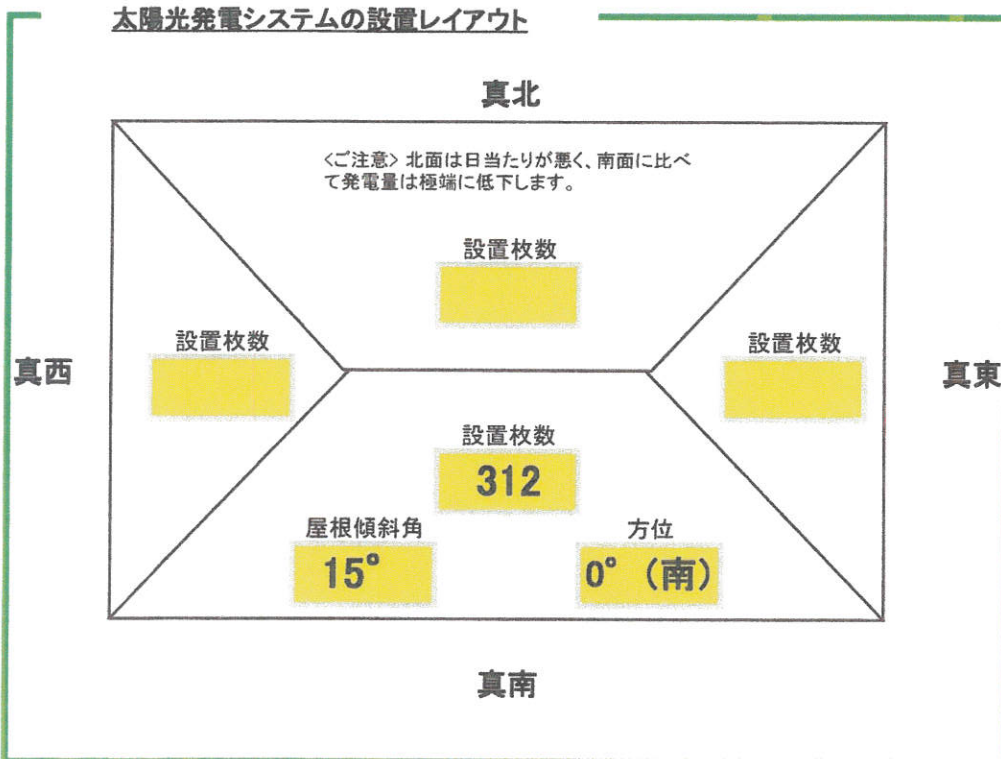 太陽光発電システムの設置レイアウト
真北
<ご注意> 北面は日当たりが悪く、南面に比べ
て発電量は極端に低下します。
設置枚数
設置枚数
設置枚数
真西
真東
設置枚数
312
屋根傾斜角
方位
15°
0° (南)
真南